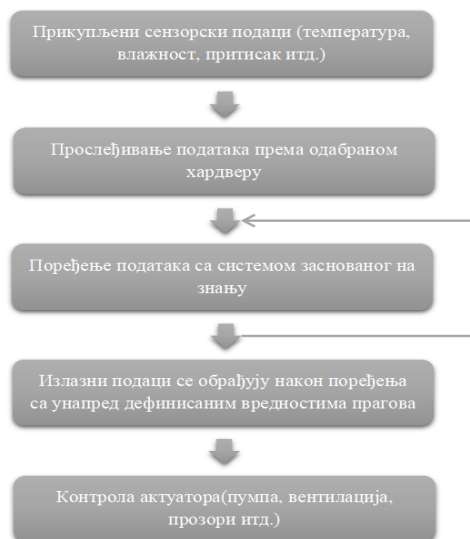 Прикупљени сензорски подаци (температура,
влажност, притисак итд.)
Прослеђивање података према одабраном
хардверу
Поређење података са системом заснованог на
знању
Излазни подаци се обрађују након поређења
са унапред дефинисаним вредностима прагова
Контрола актуатора(пумпа, вентилација,
прозори итд.)